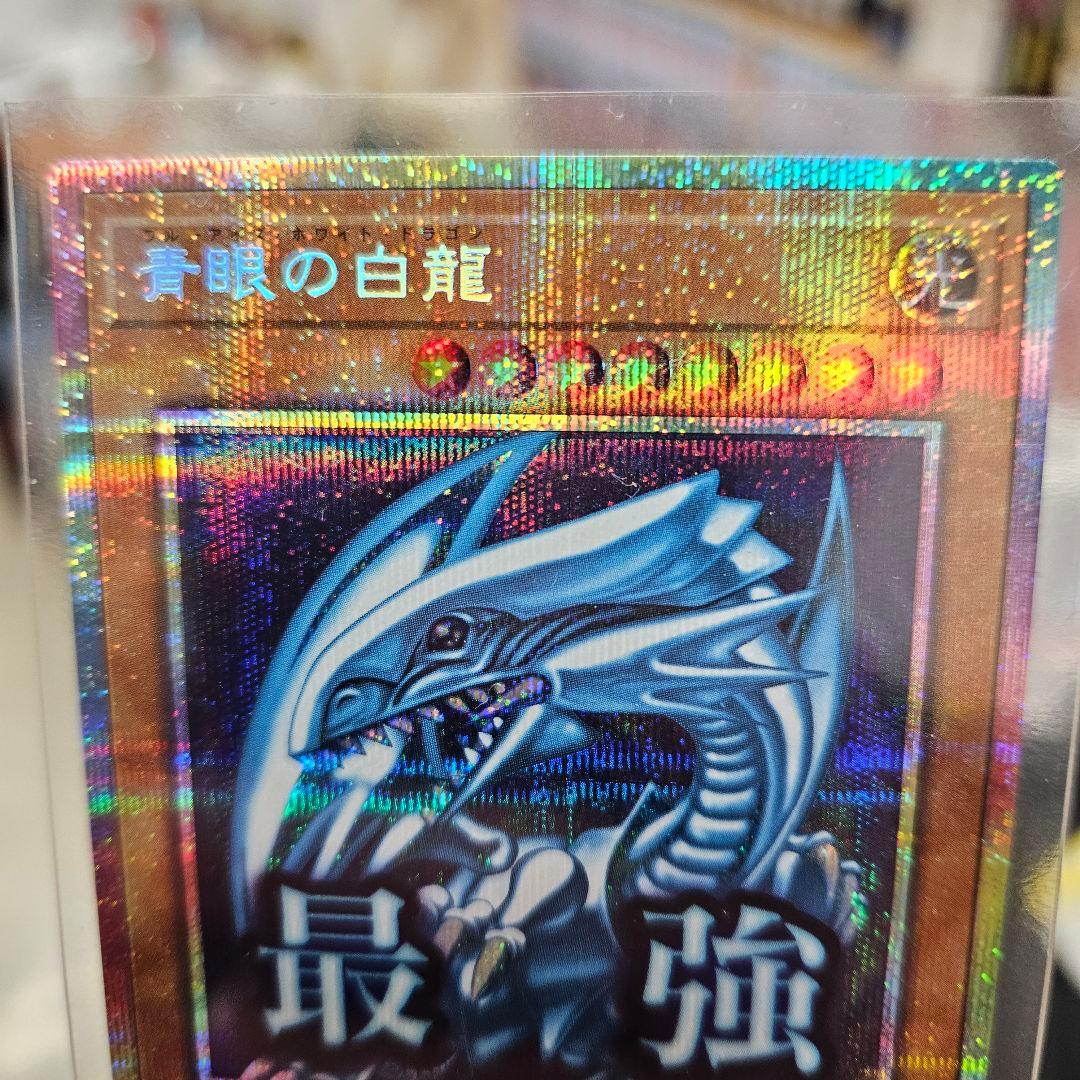 ブルーアイズ・ホワイト・ドラゴン
青眼の白龍
光
最強